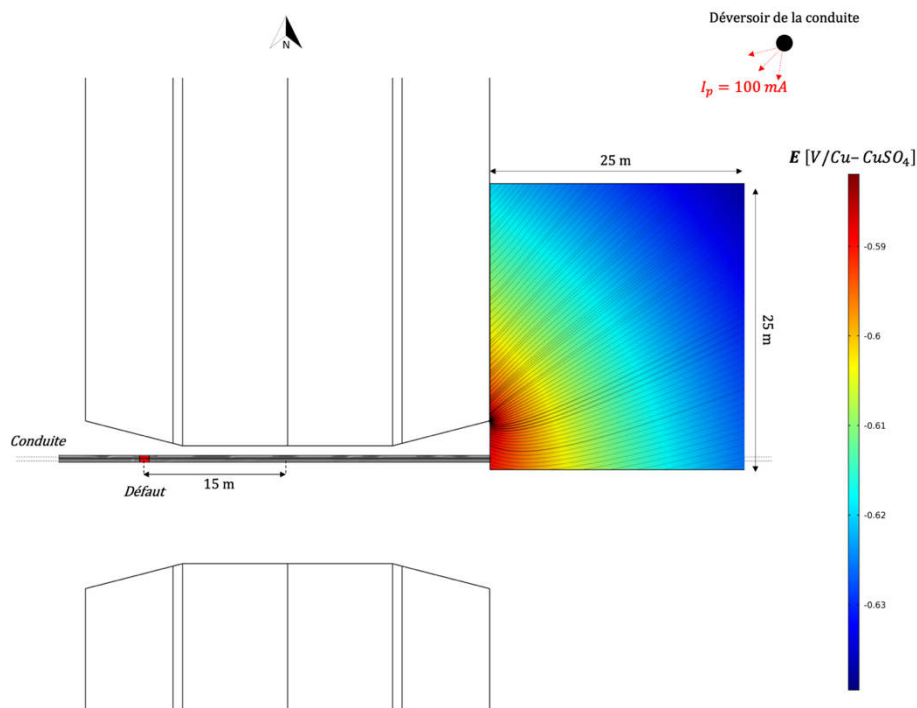 Déversoir de la conduite
N
I_p = 100 mA
E [V/Cu– CuSO_4]
25 m
-0.59
-0.6
25 m
-0.61
Conduite
15 m
Défaut
-0.62
-0.63